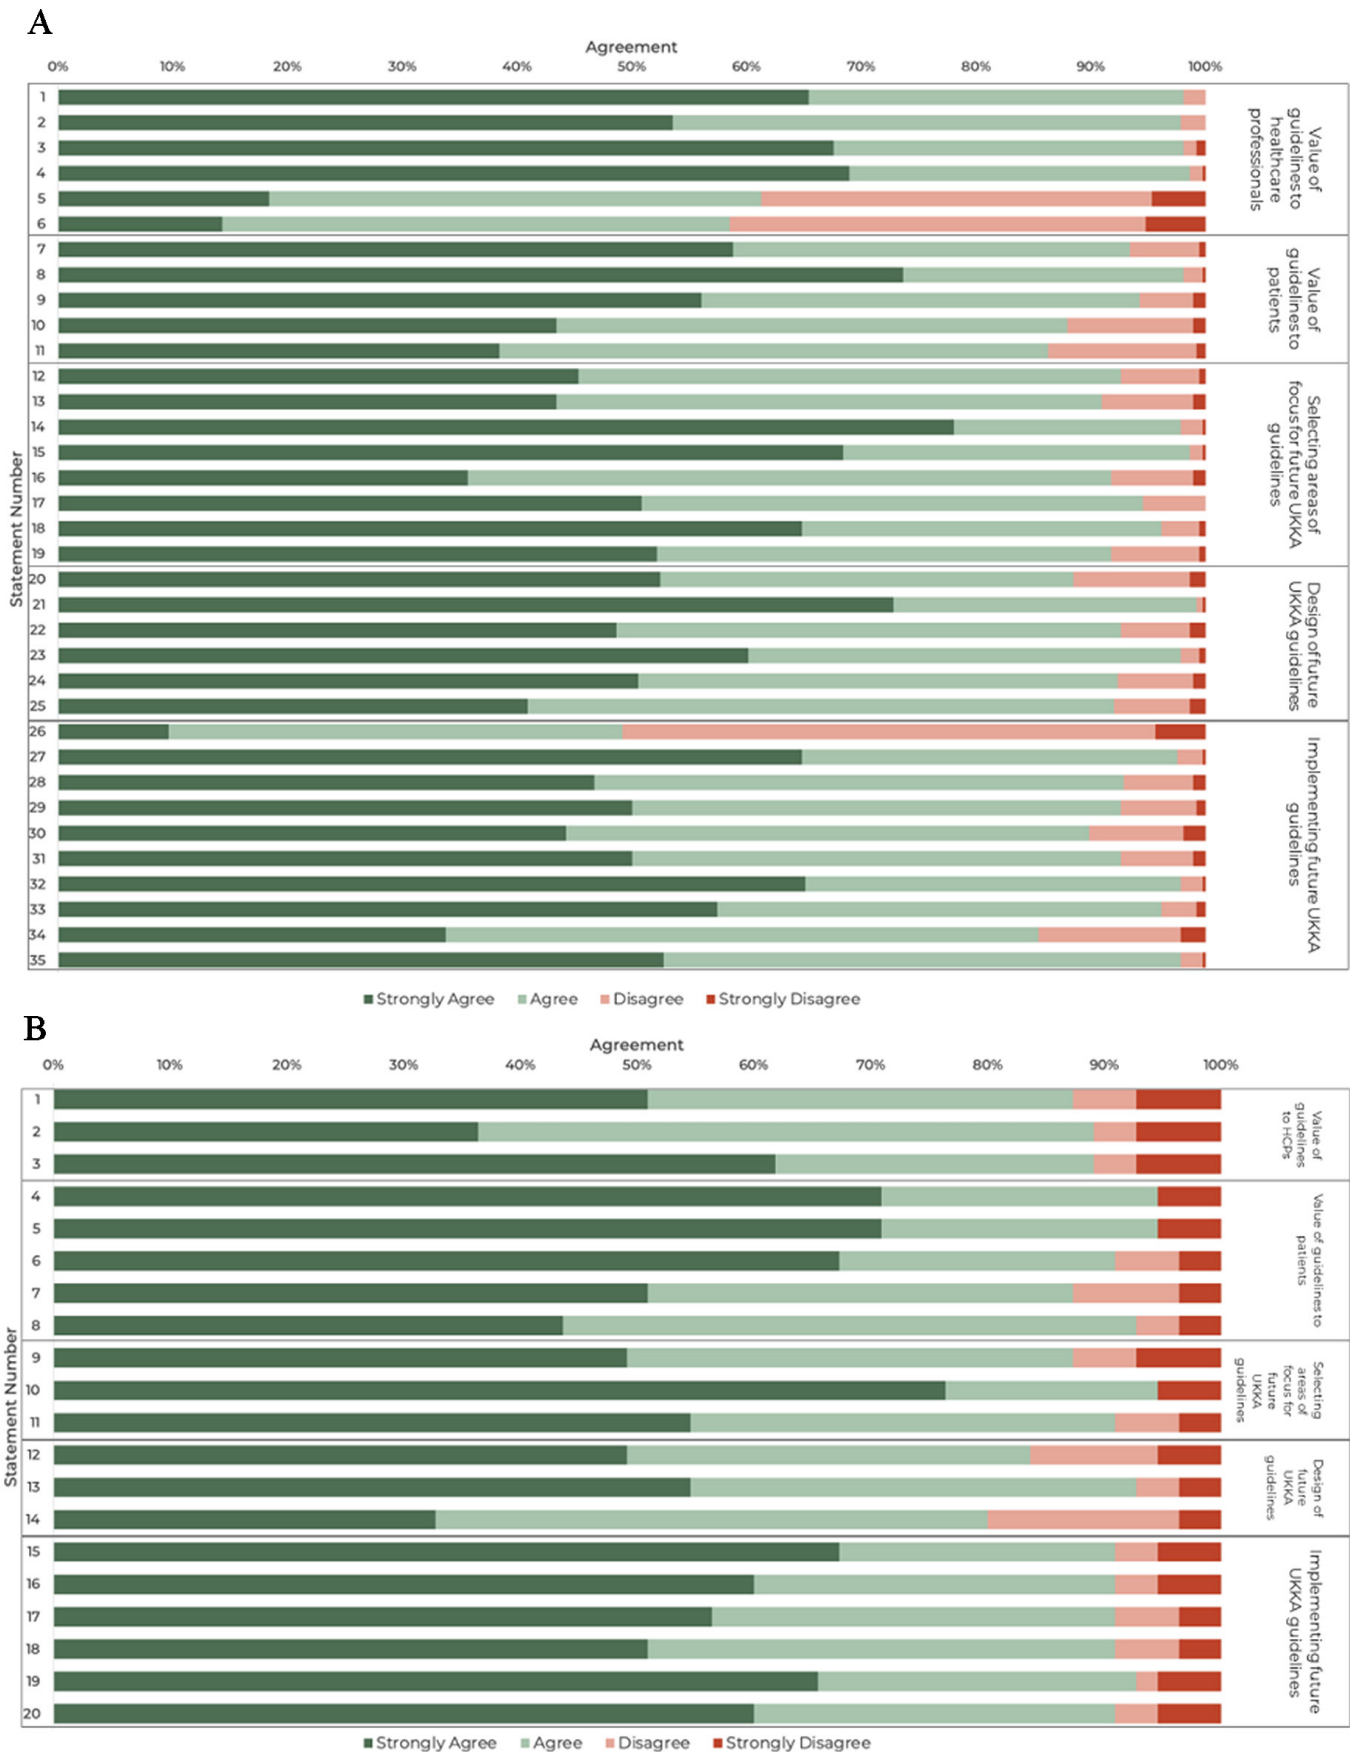 A
Agreement
0% 10% 20% 30% 40% 50% 60% 70% 80% 90% 100%
Statement Number
1
2
3
4
5
6
Value of
guidelines to
healthcare
professionals
7
8
9
10
11
Value of
guidelines to
patients
12
13
14
15
16
17
18
19
Selecting areas of
focus for future UKKA
guidelines
20
21
22
23
24
25
Design of future
UKKA guidelines
26
27
28
29
30
31
32
33
34
35
Implementing future UKKA
guidelines
Strongly Agree Agree Disagree Strongly Disagree
B
Agreement
0% 10% 20% 30% 40% 50% 60% 70% 80% 90% 100%
Statement Number
1
2
3
Value of
guidelines
to HCPs
4
5
6
7
8
Value of guidelines to
patients
9
10
11
Selecting
areas of
focus for
future
UKKA
guidelines
12
13
14
Design of
future
UKKA
guidelines
15
16
17
18
19
20
Implementing future
UKKA guidelines
Strongly Agree Agree Disagree Strongly Disagree